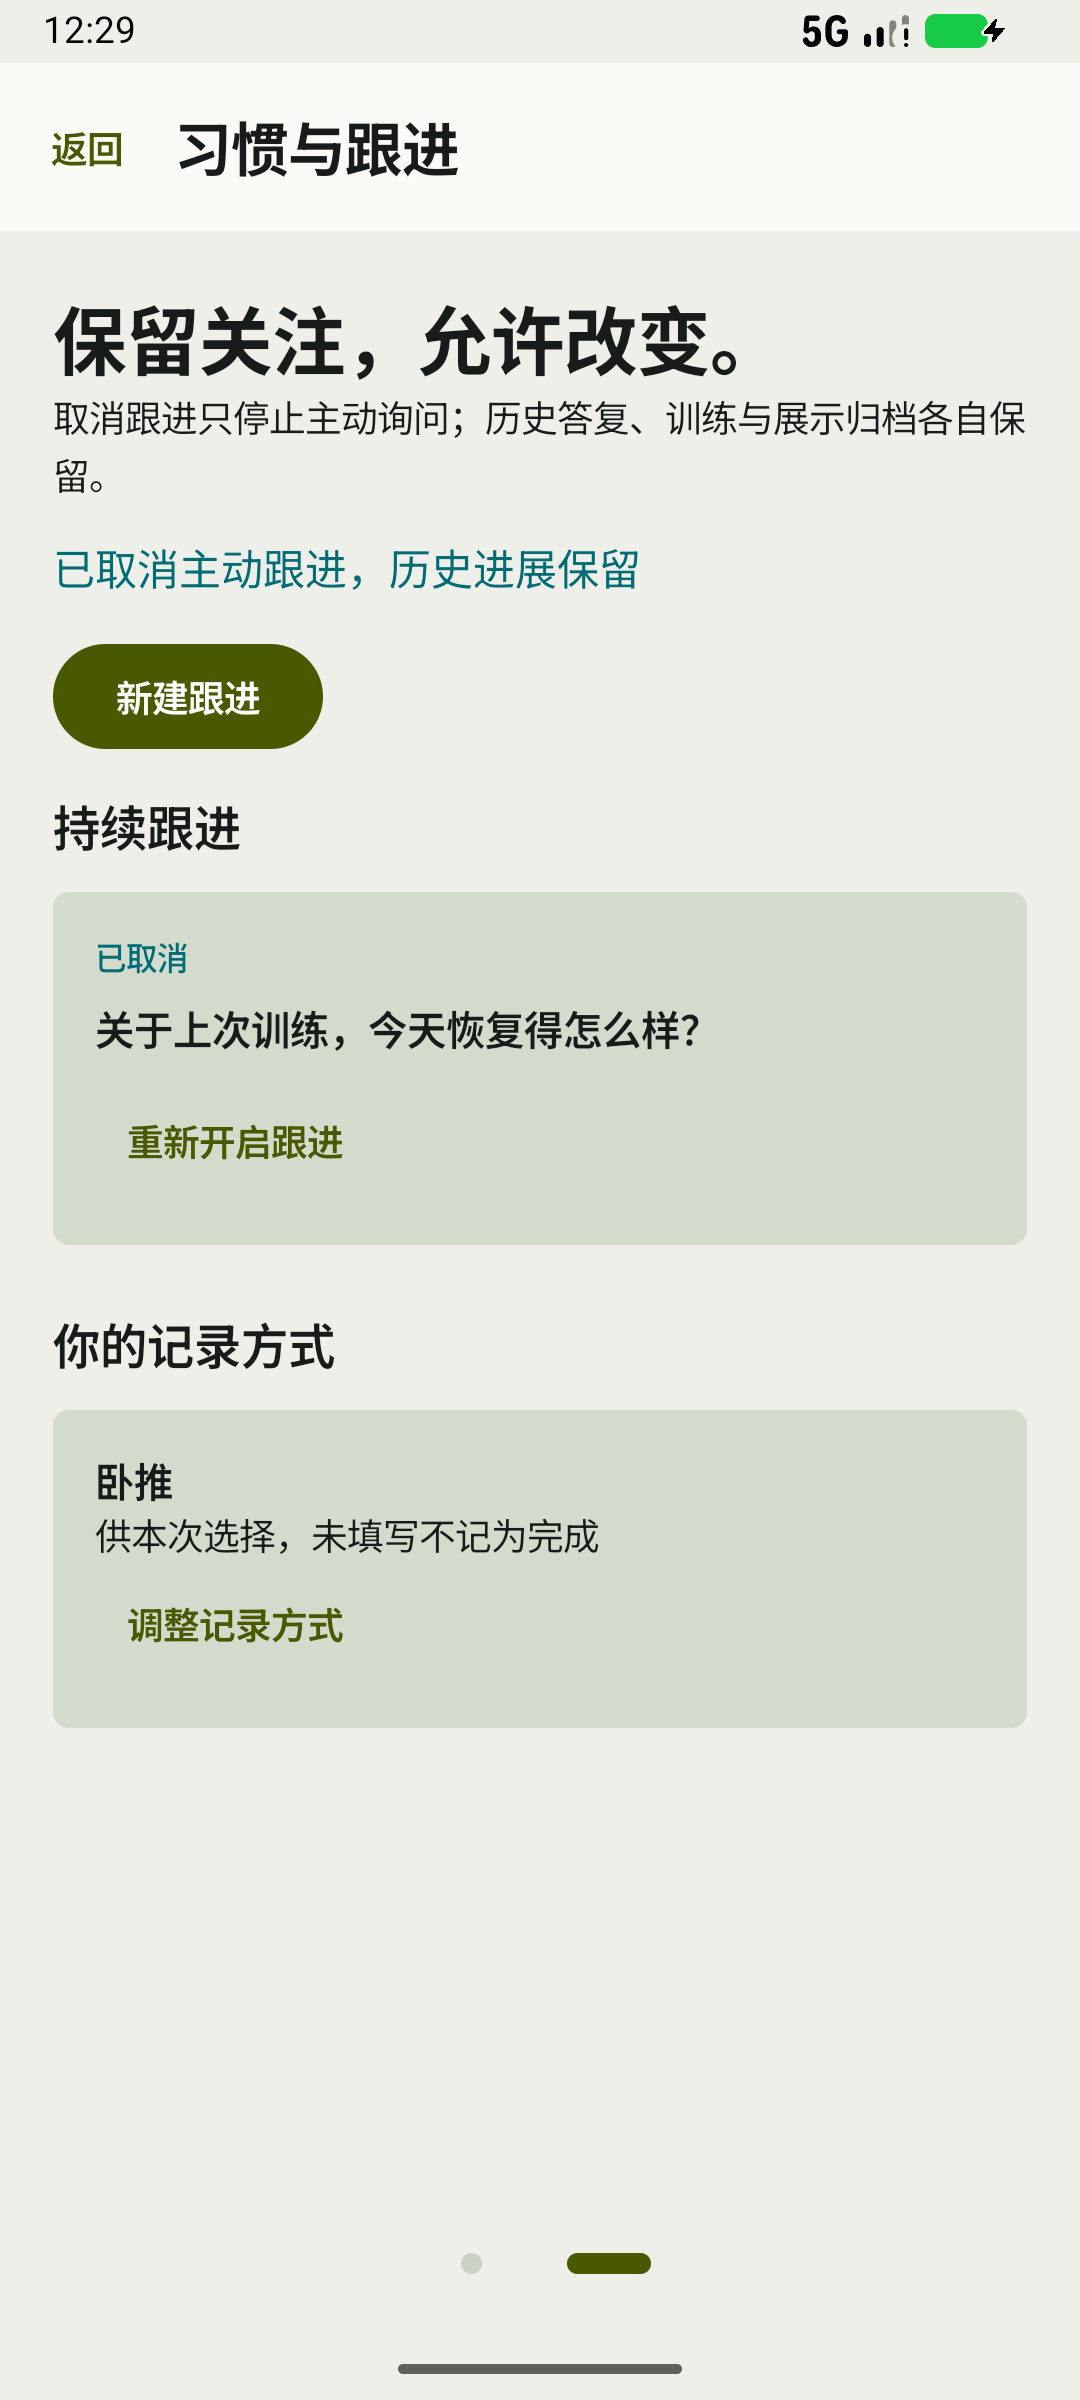 12:29
5G
返回
习惯与跟进
保留关注，允许改变。
取消跟进只停止主动询问；历史答复、训练与展示归档各自保
留。
已取消主动跟进，历史进展保留
新建跟进
持续跟进
已取消
关于上次训练，今天恢复得怎么样？
重新开启跟进
你的记录方式
卧推
供本次选择，未填写不记为完成
调整记录方式